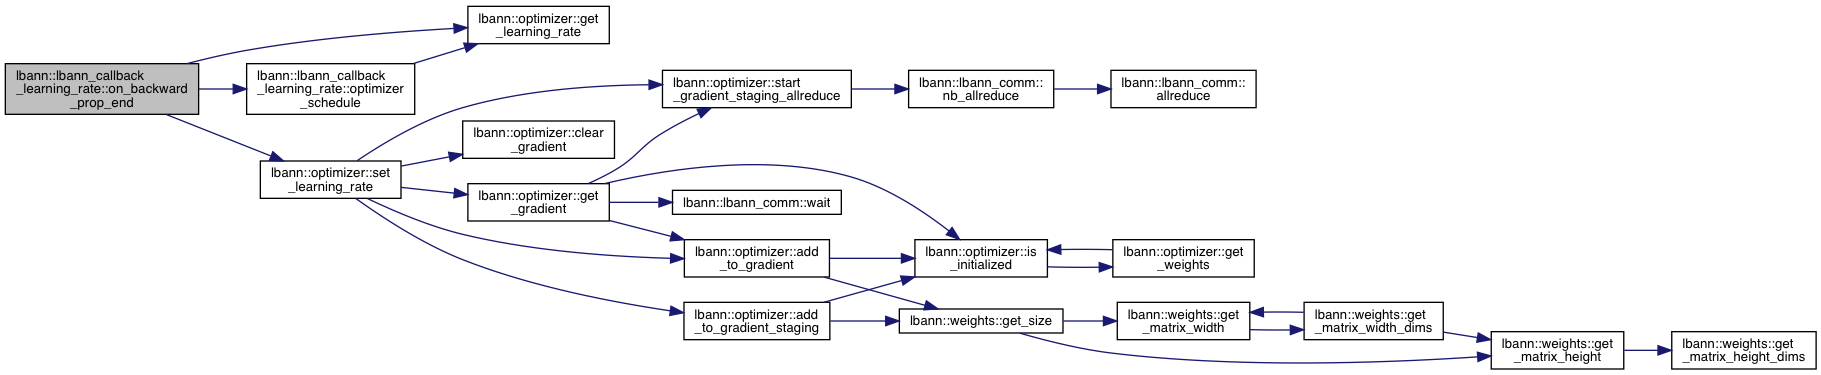 lbann::lbann_callback
_learning_rate::on_backward
_prop_end
lbann::optimizer::get
_learning_rate
lbann::lbann_callback
_learning_rate::optimizer
_schedule
lbann::optimizer::set
_learning_rate
lbann::optimizer::start
_gradient_staging_allreduce
lbann::lbann_comm::
nb_allreduce
lbann::lbann_comm::
allreduce
lbann::optimizer::clear
_gradient
lbann::optimizer::get
_gradient
lbann::lbann_comm::wait
lbann::optimizer::add
_to_gradient
lbann::optimizer::is
_initialized
lbann::optimizer::get
_weights
lbann::optimizer::add
_to_gradient_staging
lbann::weights::get_size
lbann::weights::get
_matrix_width
lbann::weights::get
_matrix_width_dims
lbann::weights::get
_matrix_height
lbann::weights::get
_matrix_height_dims